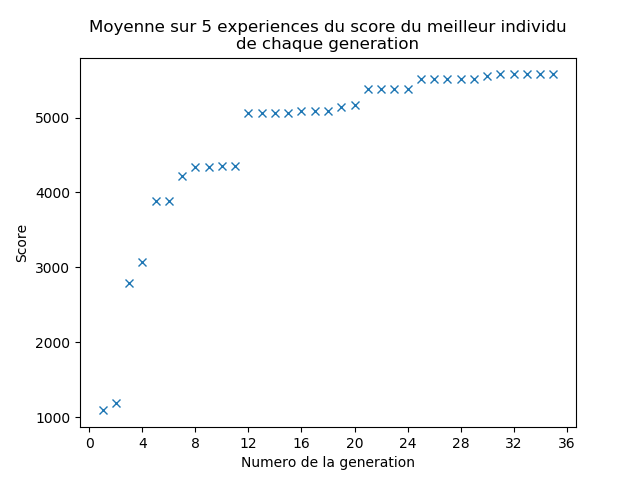 Moyenne sur 5 experiences du score du meilleur individu
de chaque generation
5000
4000
3000
2000
1000
Score
0 4 8 12 16 20 24 28 32 36
Numero de la generation